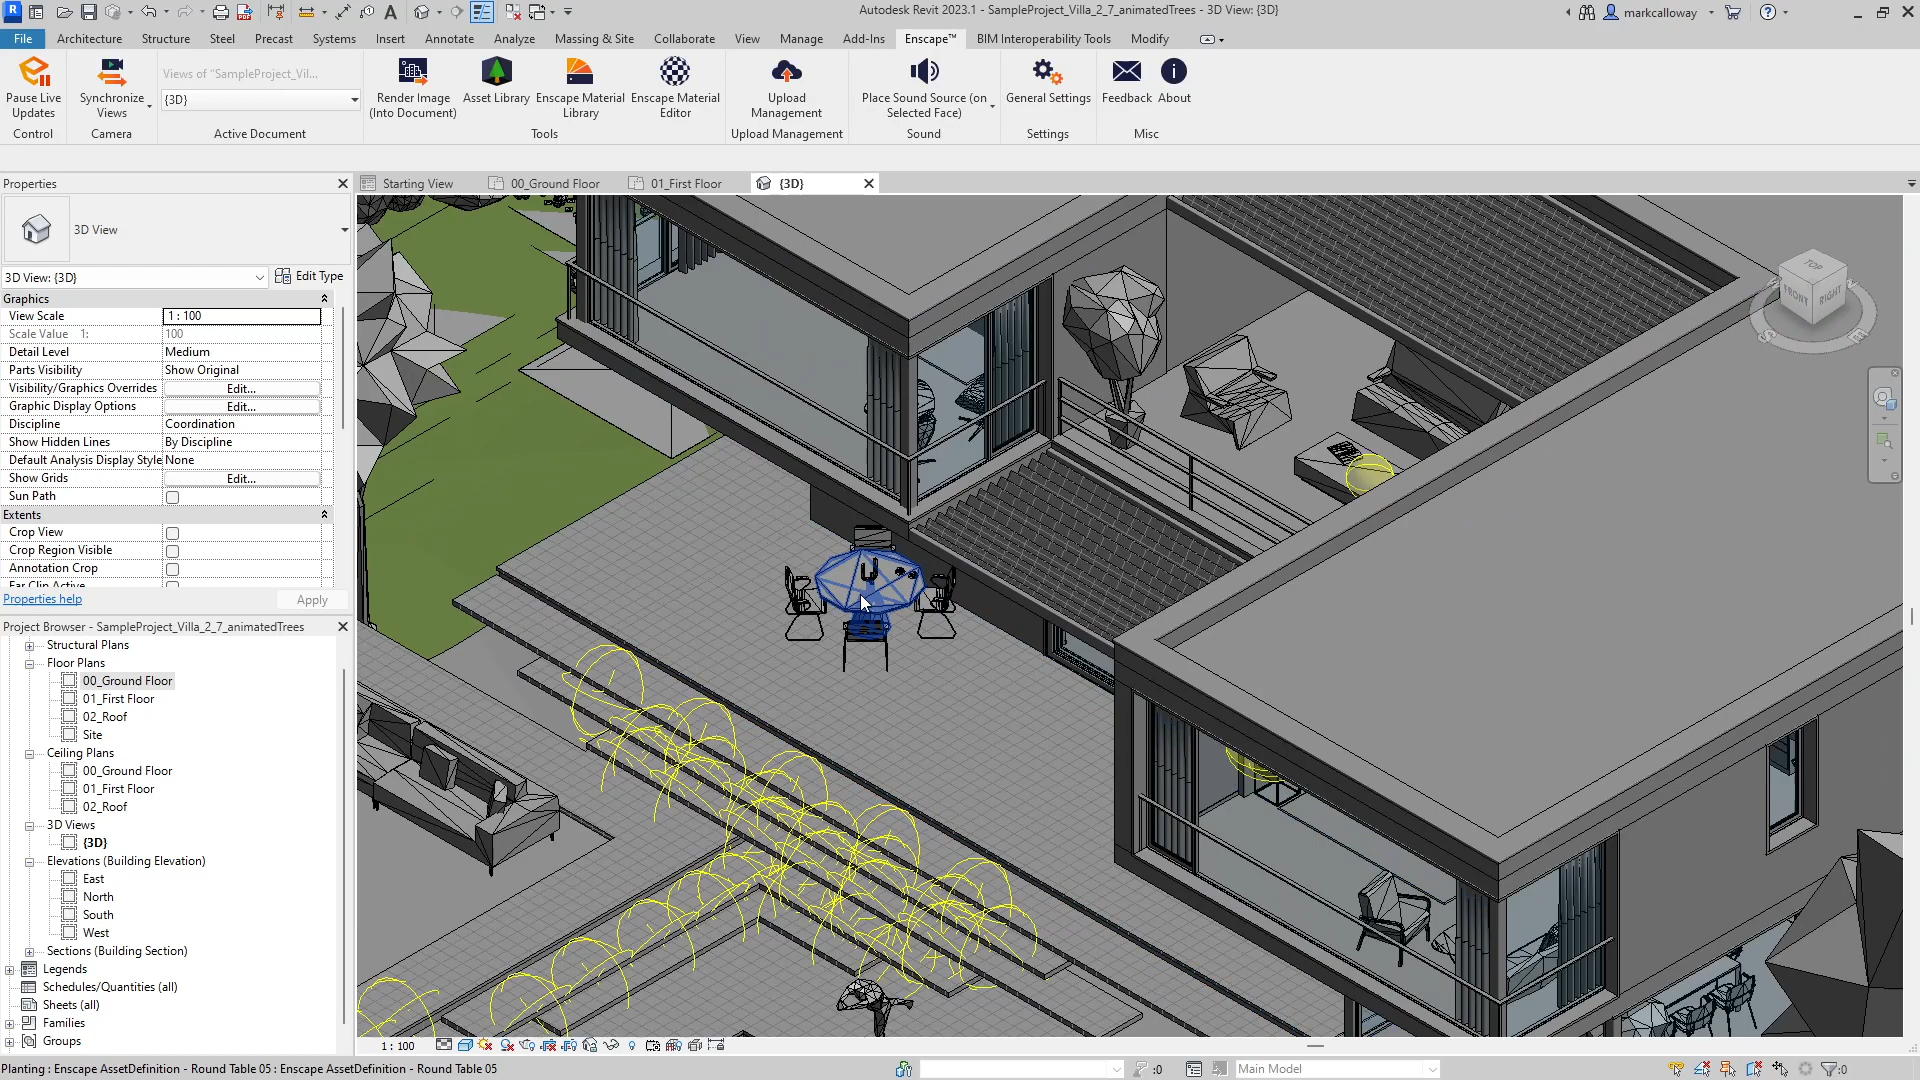 Autodesk Revit 2023.1 - SampleProject_Villa_2_7_animatedTrees - 3D View: {3D}
markcalloway
File
Architecture
Structure
Steel
Precast
Systems
Insert
Annotate
Analyze
Massing & Site
Collaborate
View
Manage
Add-Ins
Enscape™
BIM Interoperability Tools
Modify
Pause Live
Updates
Control
Synchronize
Views
Camera
Views of "SampleProject_Vil...
{3D}
Active Document
Render Image
(Into Document)
Asset Library
Enscape Material
Library
Enscape Material
Editor
Tools
Upload
Management
Upload Management
Place Sound Source (on
Selected Face)
Sound
General Settings
Settings
Feedback
About
Misc
Properties
Starting View
00_Ground Floor
01_First Floor
{3D}
3D View
3D View: {3D}
Edit Type
Graphics
View Scale 1 : 100
Scale Value 1: 100
Detail Level Medium
Parts Visibility Show Original
Visibility/Graphics Overrides Edit...
Graphic Display Options Edit...
Discipline Coordination
Show Hidden Lines By Discipline
Default Analysis Display Style None
Show Grids Edit...
Sun Path
Extents
Crop View
Crop Region Visible
Annotation Crop
Far Clip Active
Properties help
Apply
Project Browser - SampleProject_Villa_2_7_animatedTrees
Structural Plans
Floor Plans
00_Ground Floor
01_First Floor
02_Roof
Site
Ceiling Plans
00_Ground Floor
01_First Floor
02_Roof
3D Views
{3D}
Elevations (Building Elevation)
East
North
South
West
Sections (Building Section)
Legends
Schedules/Quantities (all)
Sheets (all)
Families
Groups
TOP
FRONT
RIGHT
S
E
1 : 100
Planting : Enscape AssetDefinition - Round Table 05 : Enscape AssetDefinition - Round Table 05
:0
Main Model
:0